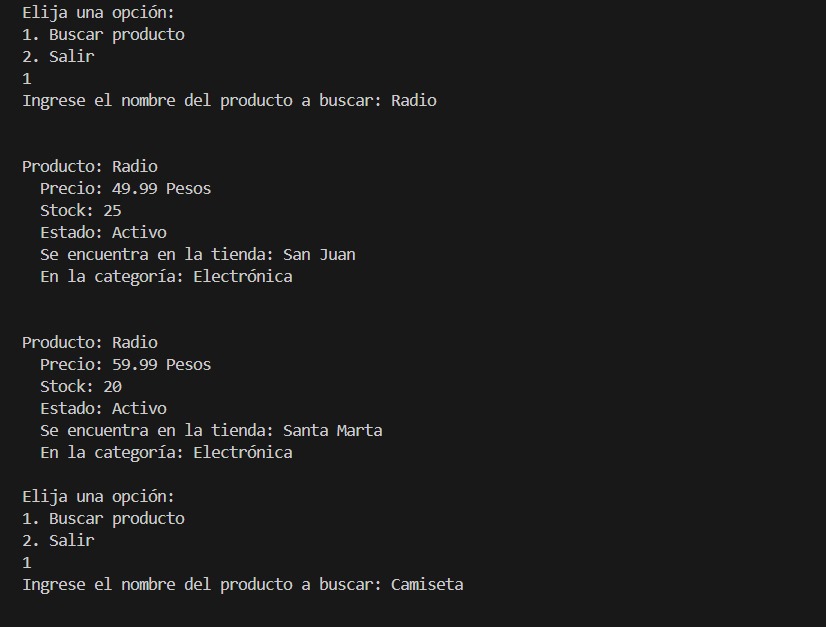 Elija una opción:
1. Buscar producto
2. Salir
1
Ingrese el nombre del producto a buscar: Radio
Producto: Radio
Precio: 49.99 Pesos
Stock: 25
Estado: Activo
Se encuentra en la tienda: San Juan
En la categoría: Electrónica
Producto: Radio
Precio: 59.99 Pesos
Stock: 20
Estado: Activo
Se encuentra en la tienda: Santa Marta
En la categoría: Electrónica
Elija una opción:
1. Buscar producto
2. Salir
1
Ingrese el nombre del producto a buscar: Camiseta